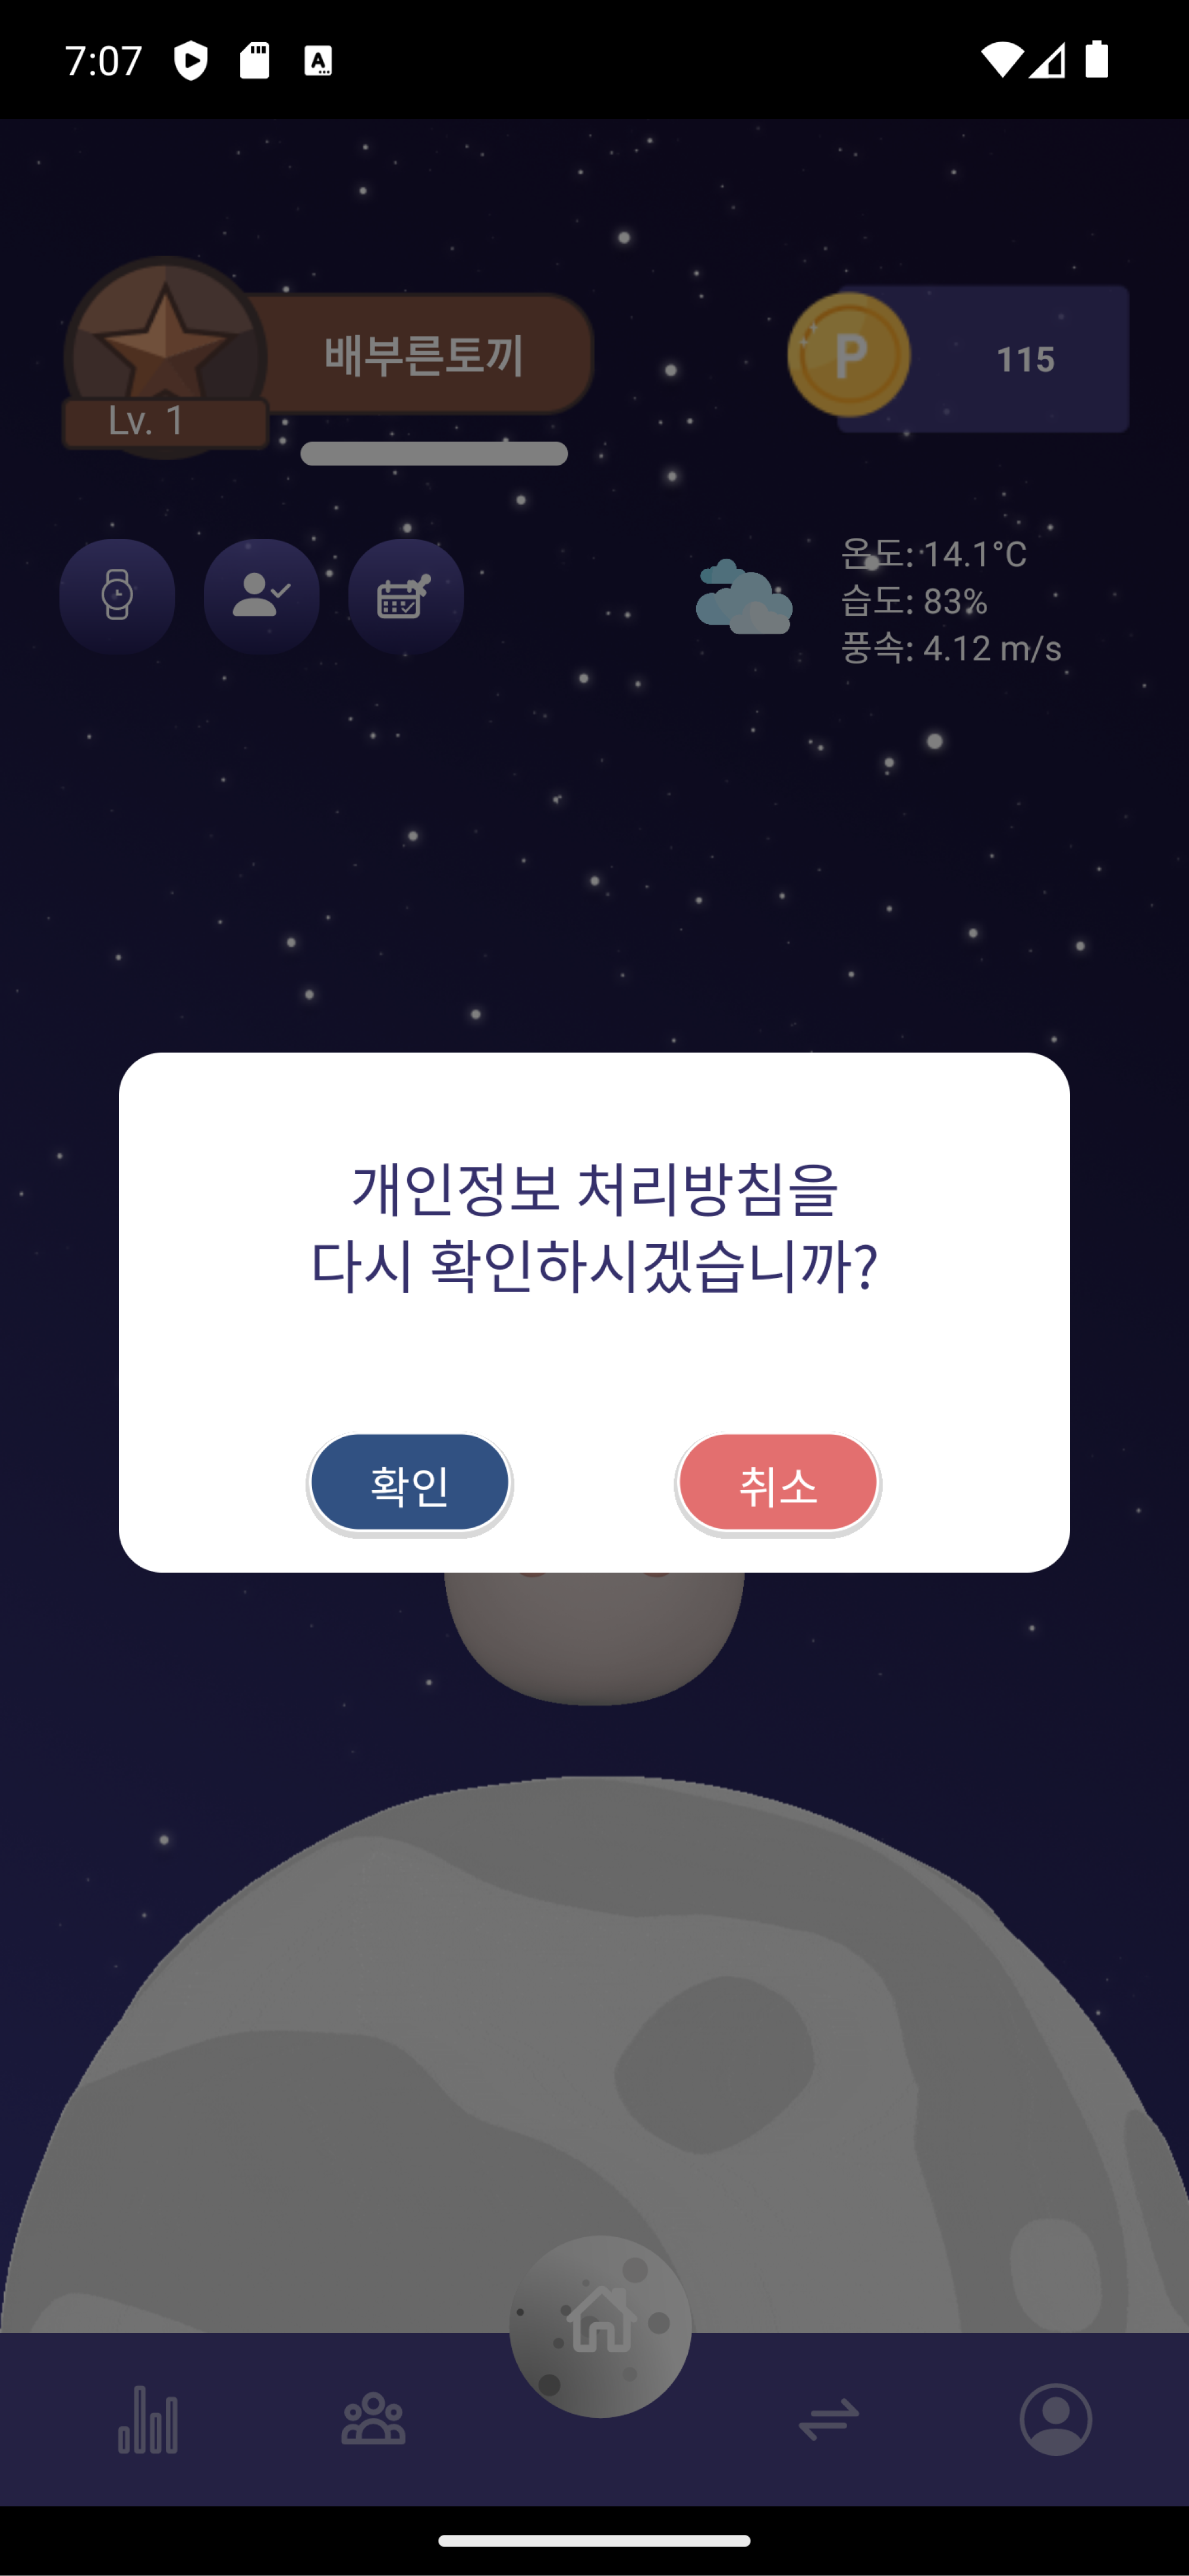 7:07
배부른토끼
Lv. 1
P
115
온도: 14.1°C
습도: 83%
풍속: 4.12 m/s
개인정보 처리방침을
다시 확인하시겠습니까?
확인
취소